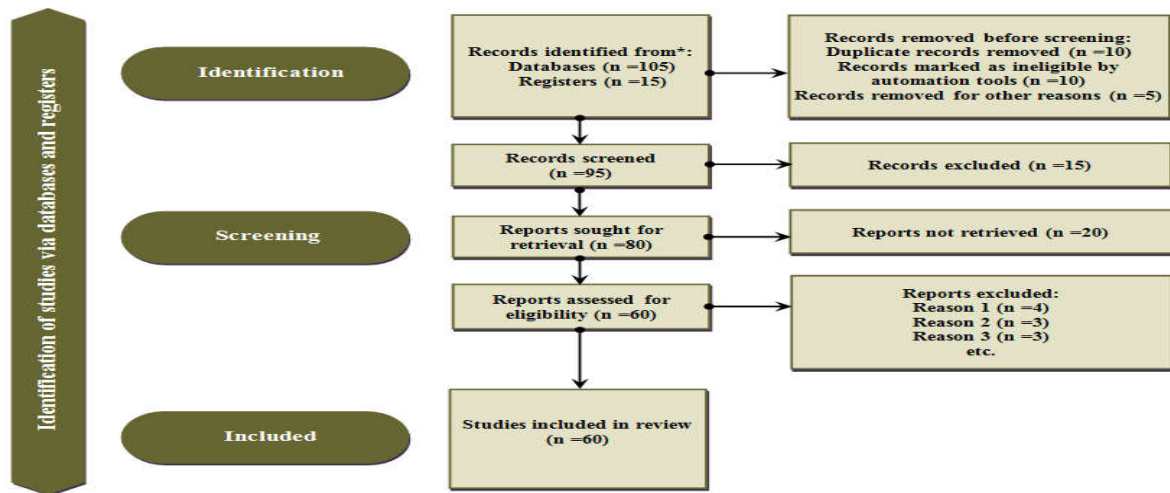 Identification of studies via databases and registers
Identification
Records identified from*:
Databases (n =105)
Registers (n =15)
Records removed before screening:
Duplicate records removed (n =10)
Records marked as ineligible by
automation tools (n =10)
Records removed for other reasons (n =5)
Records screened
(n =95)
Records excluded (n =15)
Screening
Reports sought for
retrieval (n =80)
Reports not retrieved (n =20)
Reports assessed for
eligibility (n =60)
Reports excluded:
Reason 1 (n =4)
Reason 2 (n =3)
Reason 3 (n =3)
etc.
Included
Studies included in review
(n =60)